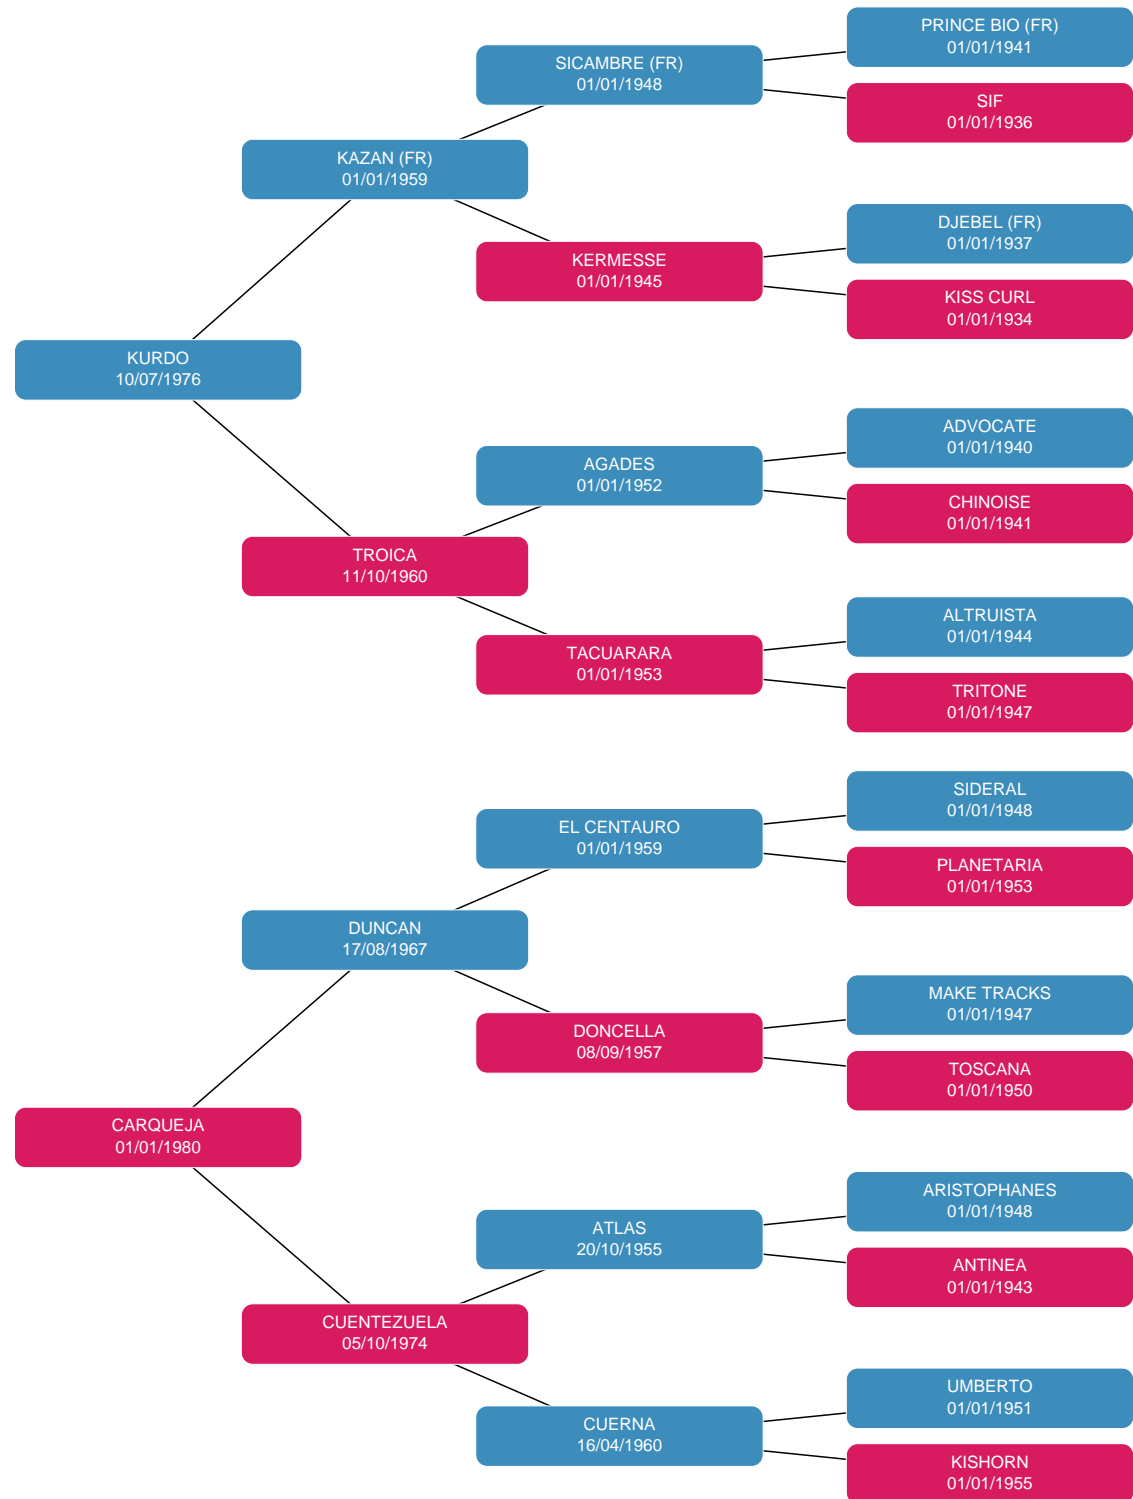 PRINCE BIO (FR)
01/01/1941
SICAMBRE (FR)
01/01/1948
SIF
01/01/1936
KAZAN (FR)
01/01/1959
DJEBEL (FR)
01/01/1937
KERMESSE
01/01/1945
KISS CURL
01/01/1934
KURDO
10/07/1976
ADVOCATE
01/01/1940
AGADES
01/01/1952
CHINOISE
01/01/1941
TROICA
11/10/1960
ALTRUISTA
01/01/1944
TACUARARA
01/01/1953
TRITONE
01/01/1947
SIDERAL
01/01/1948
EL CENTAURO
01/01/1959
PLANETARIA
01/01/1953
DUNCAN
17/08/1967
MAKE TRACKS
01/01/1947
DONCELLA
08/09/1957
TOSCANA
01/01/1950
CARQUEJA
01/01/1980
ARISTOPHANES
01/01/1948
ATLAS
20/10/1955
ANTINEA
01/01/1943
CUENTEZUELA
05/10/1974
UMBERTO
01/01/1951
CUERNA
16/04/1960
KISHORN
01/01/1955